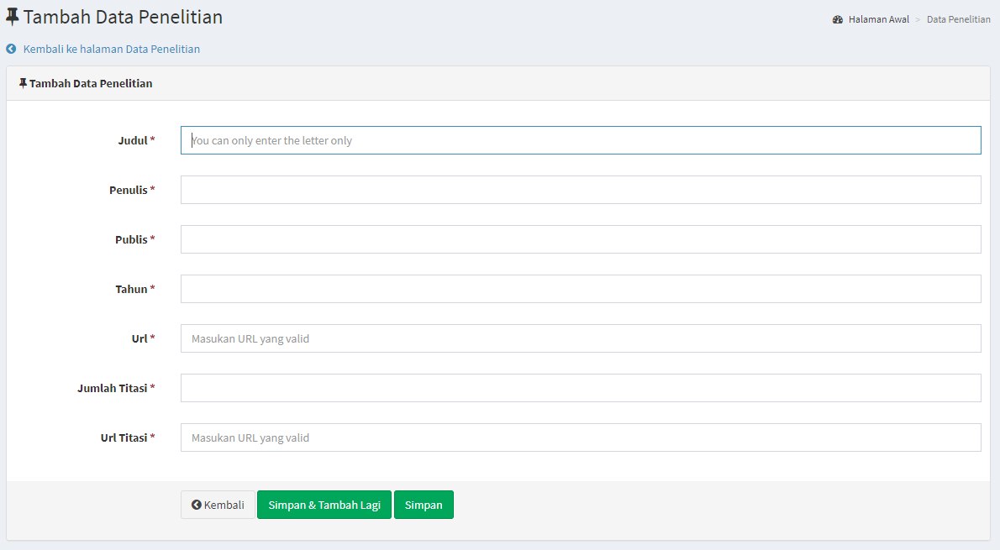 Tambah Data Penelitian
Halaman Awal > Data Penelitian
Kembali ke halaman Data Penelitian
Tambah Data Penelitian
Judul * You can only enter the letter only
Penulis *
Publis *
Tahun *
Url * Masukan URL yang valid
Jumlah Titasi *
Url Titasi * Masukan URL yang valid
Kembali Simpan & Tambah Lagi Simpan